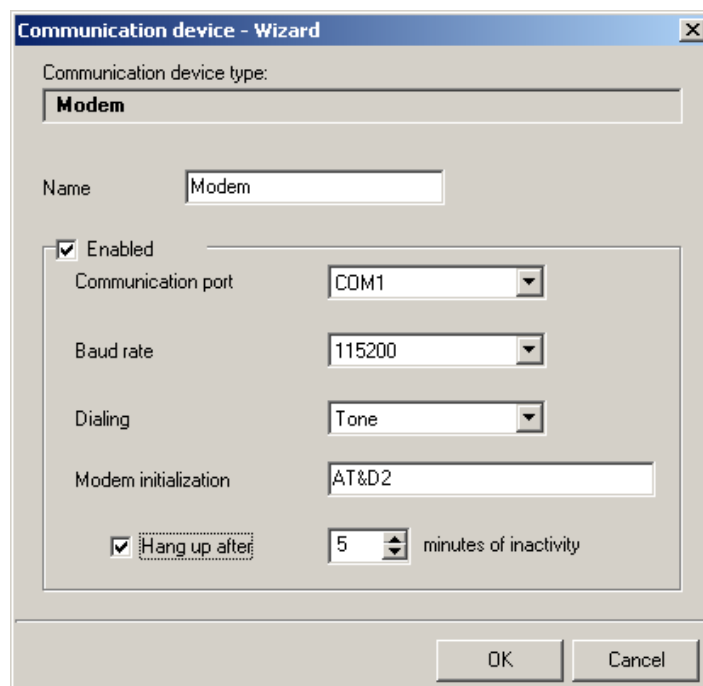 Communication device - Wizard
Communication device type:
Modem
Name Modem
Enabled
Communication port COM1
Baud rate 115200
Dialing Tone
Modem initialization AT&D2
Hang up after 5 minutes of inactivity
OK Cancel